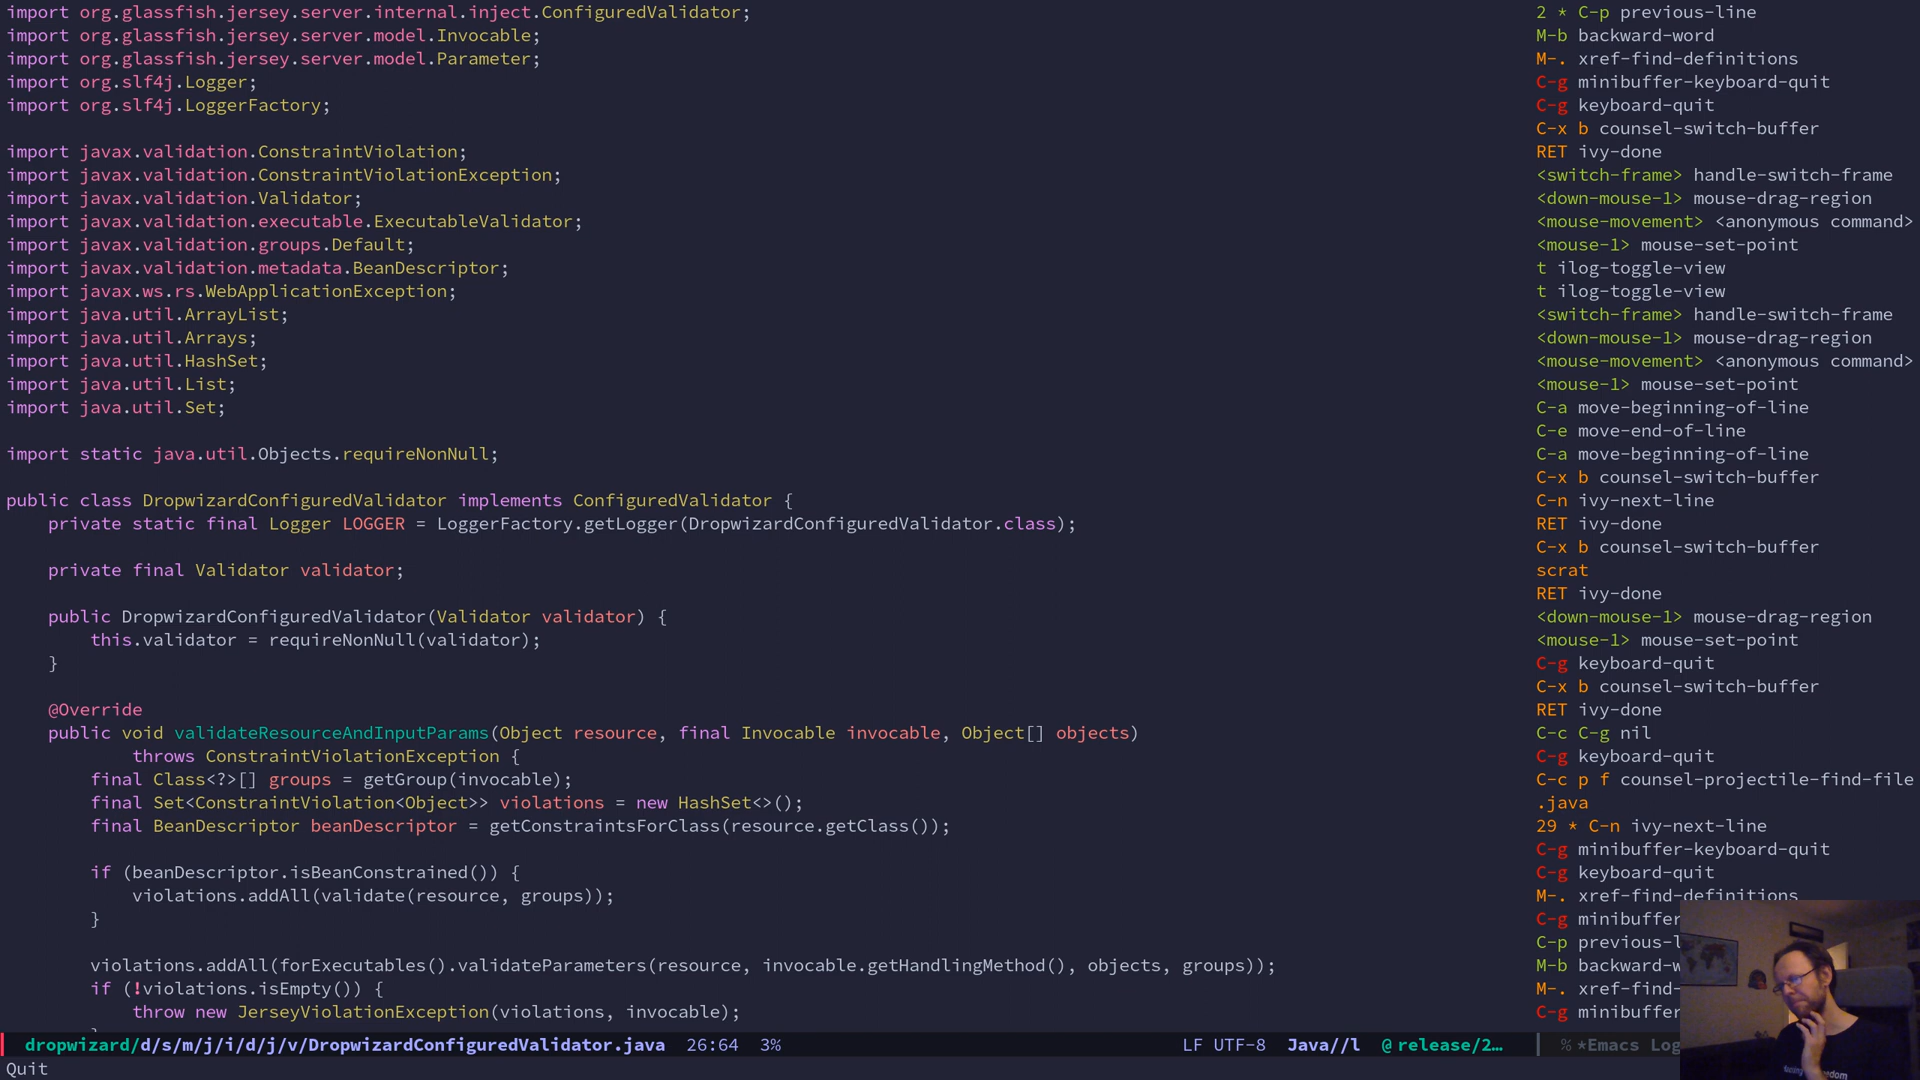 import org.glassfish.jersey.server.internal.inject.ConfiguredValidator;
import org.glassfish.jersey.server.model.Invocable;
import org.glassfish.jersey.server.model.Parameter;
import org.slf4j.Logger;
import org.slf4j.LoggerFactory;

import javax.validation.ConstraintViolation;
import javax.validation.ConstraintViolationException;
import javax.validation.Validator;
import javax.validation.executable.ExecutableValidator;
import javax.validation.groups.Default;
import javax.validation.metadata.BeanDescriptor;
import javax.ws.rs.WebApplicationException;
import java.util.ArrayList;
import java.util.Arrays;
import java.util.HashSet;
import java.util.List;
import java.util.Set;

import static java.util.Objects.requireNonNull;

public class DropwizardConfiguredValidator implements ConfiguredValidator {
    private static final Logger LOGGER = LoggerFactory.getLogger(DropwizardConfiguredValidator.class);

    private final Validator validator;

    public DropwizardConfiguredValidator(Validator validator) {
        this.validator = requireNonNull(validator);
    }

    @Override
    public void validateResourceAndInputParams(Object resource, final Invocable invocable, Object[] objects)
            throws ConstraintViolationException {
        final Class<?>[] groups = getGroup(invocable);
        final Set<ConstraintViolation<Object>> violations = new HashSet<>();
        final BeanDescriptor beanDescriptor = getConstraintsForClass(resource.getClass());

        if (beanDescriptor.isBeanConstrained()) {
            violations.addAll(validate(resource, groups));
        }

        violations.addAll(forExecutables().validateParameters(resource, invocable.getHandlingMethod(), objects, groups));
        if (!violations.isEmpty()) {
            throw new JerseyViolationException(violations, invocable);
dropwizard/d/s/m/j/i/d/j/v/DropwizardConfiguredValidator.java 26:64 3% LF UTF-8 Java//l @ release/2…
Quit
2 * C-p previous-line
M-b backward-word
M-. xref-find-definitions
C-g minibuffer-keyboard-quit
C-g keyboard-quit
C-x b counsel-switch-buffer
RET ivy-done
<switch-frame> handle-switch-frame
<down-mouse-1> mouse-drag-region
<mouse-movement> <anonymous command>
<mouse-1> mouse-set-point
t ilog-toggle-view
t ilog-toggle-view
<switch-frame> handle-switch-frame
<down-mouse-1> mouse-drag-region
<mouse-movement> <anonymous command>
<mouse-1> mouse-set-point
C-a move-beginning-of-line
C-e move-end-of-line
C-a move-beginning-of-line
C-x b counsel-switch-buffer
C-n ivy-next-line
RET ivy-done
C-x b counsel-switch-buffer
scrat
RET ivy-done
<down-mouse-1> mouse-drag-region
<mouse-1> mouse-set-point
C-g keyboard-quit
C-x b counsel-switch-buffer
RET ivy-done
C-c C-g nil
C-g keyboard-quit
C-c p f counsel-projectile-find-file
.java
29 * C-n ivy-next-line
C-g minibuffer-keyboard-quit
C-g keyboard-quit
M-. xref-find-definitions
C-g minibuffer
C-p previous-l
M-b backward-w
M-. xref-find-
C-g minibuffer
% *Emacs Log